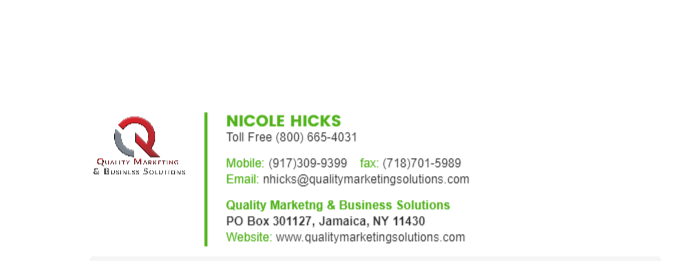 QUALITY MARKETING
& BUSINESS SOLUTIONS
NICOLE HICKS
Toll Free (800) 665-4031
Mobile: (917)309-9399 fax: (718)701-5989
Email: nhicks@qualitymarketingsolutions.com
Quality Marketng & Business Solutions
PO Box 301127, Jamaica, NY 11430
Website: www.qualitymarketingsolutions.com